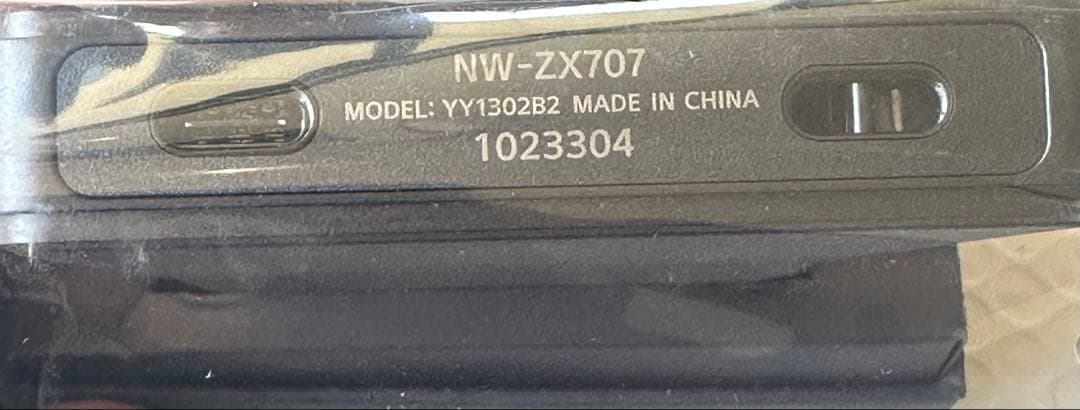 NW-ZX707
MODEL: YY1302B2 MADE IN CHINA
1023304